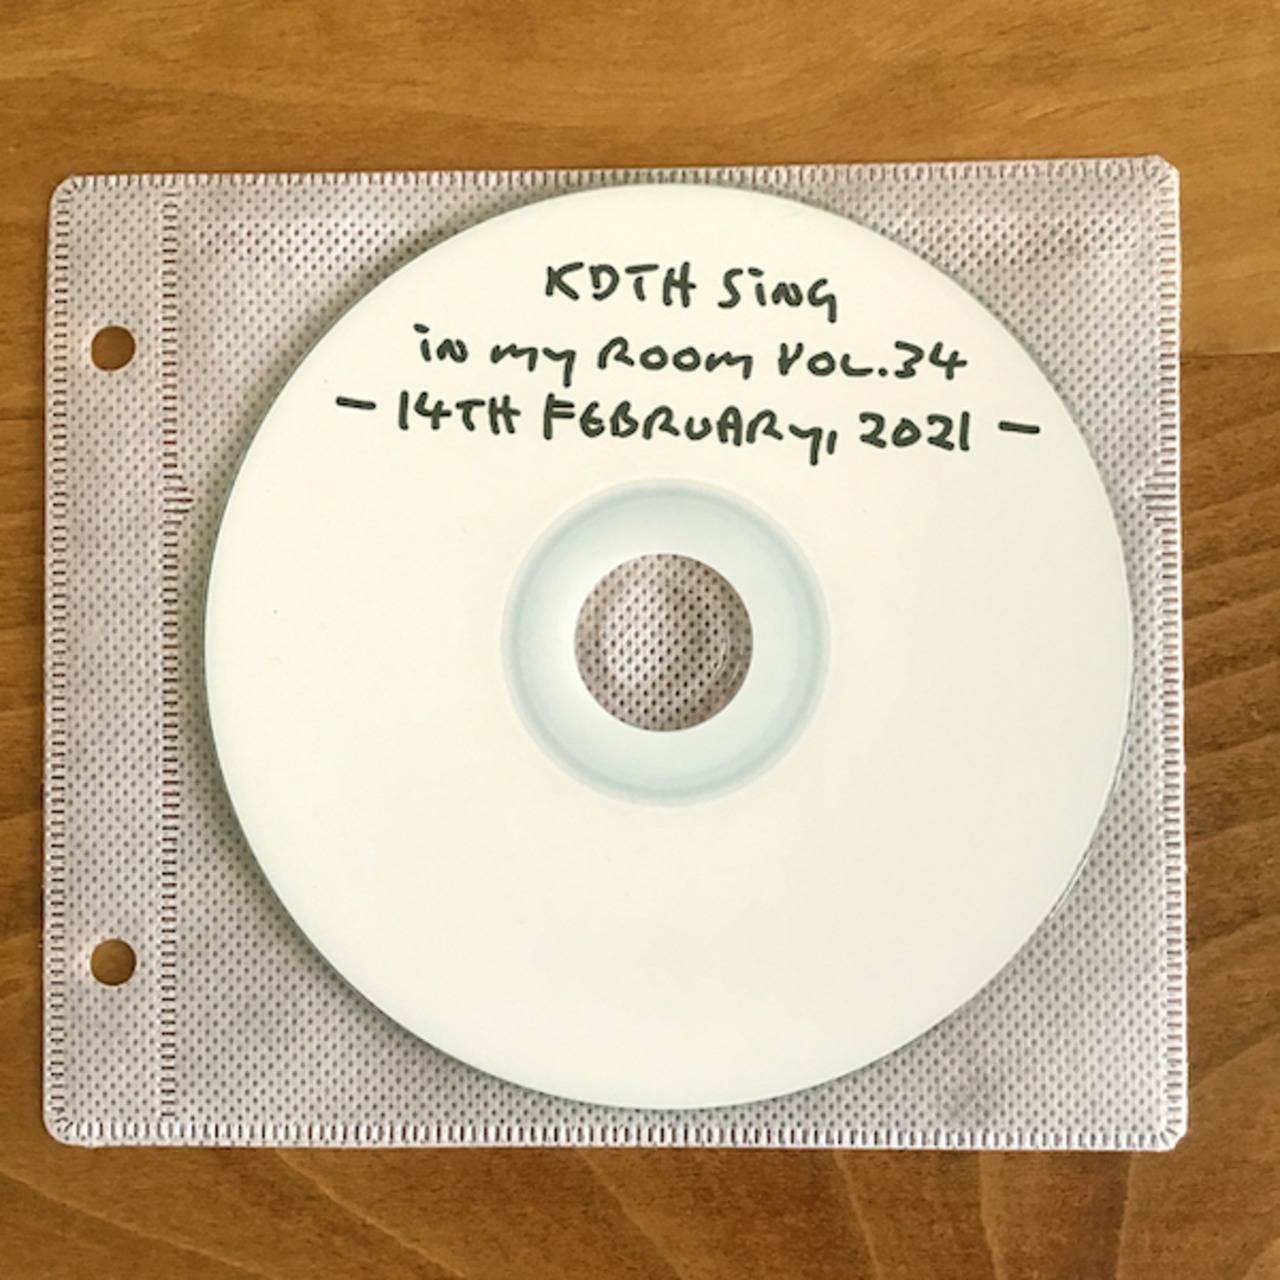 KDTH SiNG
iN my ROOm VOL.34
- 14TH FEBRUARy, 2021 -